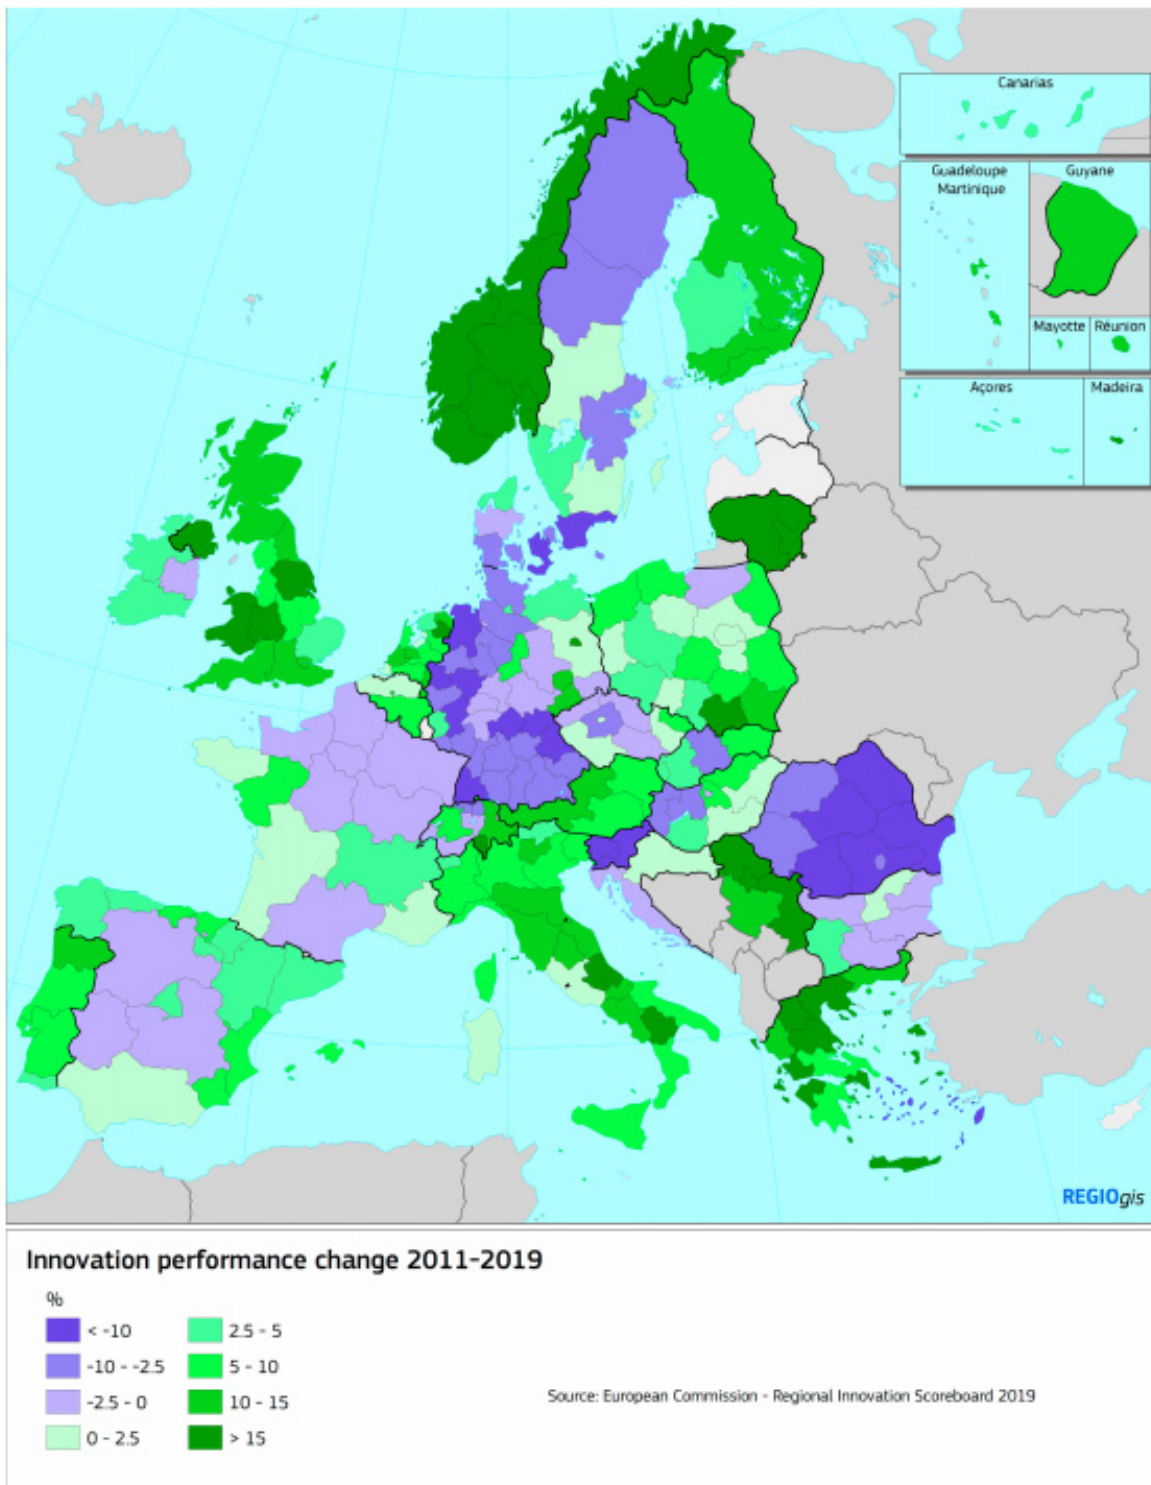 Canarias
Guadeloupe
Martinique
Guyane
Mayotte
Réunion
Açores
Madeira
REGIOgis
Innovation performance change 2011-2019
%
< -10
-10 - -2.5
-2.5 - 0
0 - 2.5
2.5 - 5
5 - 10
10 - 15
> 15
Source: European Commission - Regional Innovation Scoreboard 2019